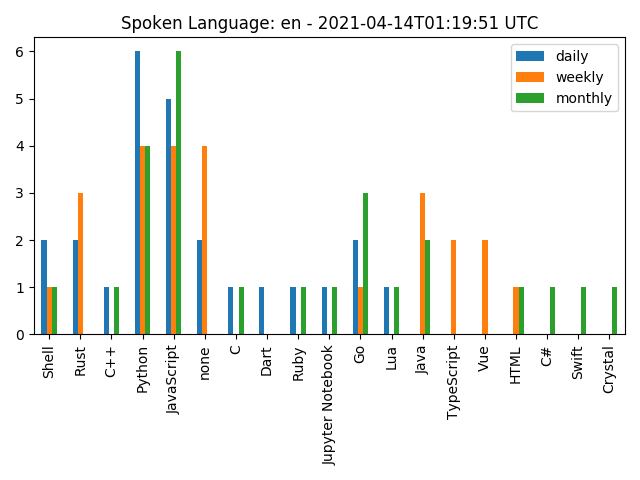 Spoken Language: en - 2021-04-14T01:19:51 UTC
daily
weekly
monthly
6
5
4
3
2
1
0
Shell
Rust
C++
Python
JavaScript
none
C
Dart
Ruby
Jupyter Notebook
Go
Lua
Java
TypeScript
Vue
HTML
C#
Swift
Crystal